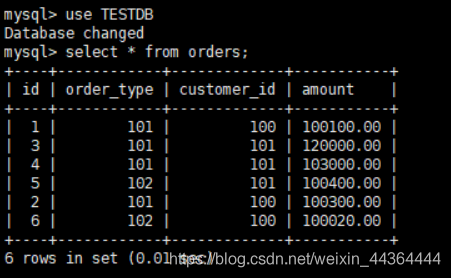 mysql> use TESTDB
Database changed
mysql> select * from orders;
+----+------------+-------------+-----------+
| id | order_type | customer_id | amount    |
+----+------------+-------------+-----------+
|  1 |        101 |         100 | 100100.00 |
|  3 |        101 |         101 | 120000.00 |
|  4 |        101 |         101 | 103000.00 |
|  5 |        102 |         101 | 100400.00 |
|  2 |        101 |         100 | 100300.00 |
|  6 |        102 |         100 | 100020.00 |
+----+------------+-------------+-----------+
6 rows in set (0.01 sec)
https://blog.csdn.net/weixin_44364444